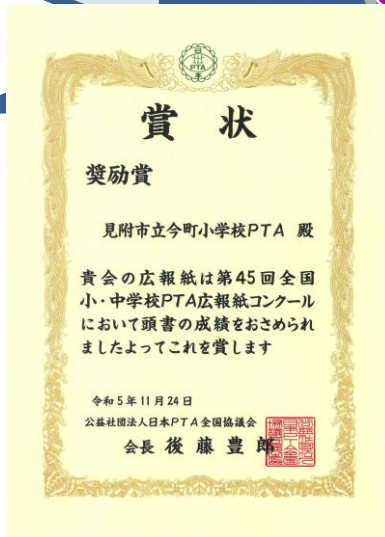 日
PTA
賞状
奨励賞
見附市立今町小学校PTA 殿
貴会の広報紙は第45回全国
小・中学校PTA広報紙コンクール
において頭書の成績をおさめられ
ましたよってこれを賞します
令和5年11月24日
公益社団法人日本PTA全国協議会
会長 後藤豊郎